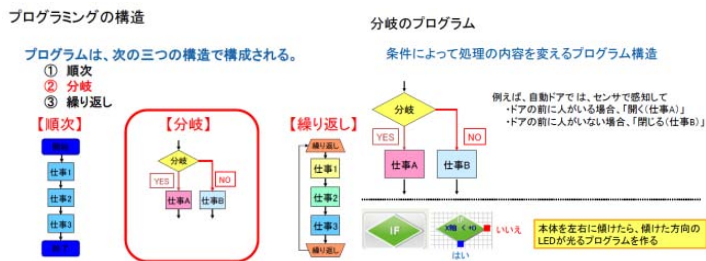 プログラミングの構造
プログラムは、次の三つの構造で構成される。
① 順次
② 分岐
③ 繰り返し
【順次】
仕事1
仕事2
仕事3
【分岐】
分岐
YES
NO
仕事A
仕事B
【繰り返し】
繰り返し
仕事1
仕事2
仕事3
繰り返し
分岐のプログラム
条件によって処理の内容を変えるプログラム構造
分岐
YES
NO
仕事A
仕事B
例えば、自動ドアでは、センサで感知して
・ドアの前に人がいる場合、「開く(仕事A)」
・ドアの前に人がいない場合、「閉じる(仕事B)」
IF
X軸 < +0
いいえ
はい
本体を左右に傾けたら、傾けた方向の
LEDが光るプログラムを作る